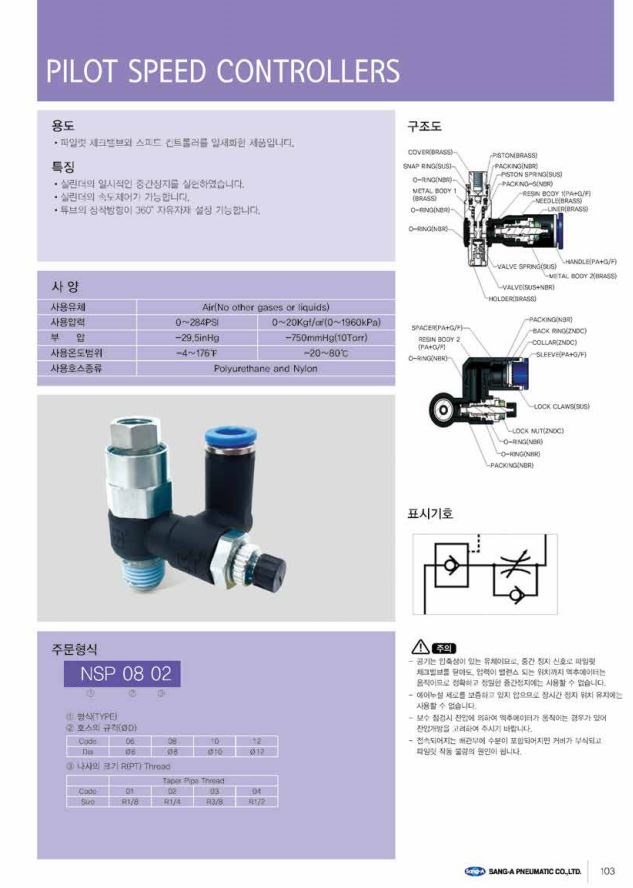 PILOT SPEED CONTROLLERS
용도
• 파일럿 체크밸브와 스피드 컨트롤러를 일체화한 제품입니다.
특징
• 실린더의 일시적인 중간정지를 실현하였습니다.
• 실린더의 속도제어가 가능합니다.
• 튜브의 장착방향이 360° 자유자재 설정 가능합니다.
사 양
사용유체 Air(No other gases or liquids)
사용압력 0~284PSI 0~20Kgf/㎠(0~1960kPa)
부 압 -29.5inHg -750mmHg(10Torr)
사용온도범위 -4~176℉ -20~80℃
사용호스종류 Polyurethane and Nylon
주문형식
NSP 08 02
① ② ③
① 형식(TYPE)
② 호스의 규격(ØD)
Code 06 08 10 12
Dia Ø6 Ø8 Ø10 Ø12
③ 나사의 크기 R(PT) Thread
Taper Pipe Thread
Code 01 02 03 04
Size R1/8 R1/4 R3/8 R1/2
구조도
COVER(BRASS)
SNAP RING(SUS)
O-RING(NBR)
METAL BODY 1
(BRASS)
O-RING(NBR)
O-RING(NBR)
PISTON(BRASS)
PACKING(NBR)
PISTON SPRING(SUS)
PACKING-S(NBR)
RESIN BODY 1(PA+G/F)
NEEDLE(BRASS)
LINER(BRASS)
HANDLE(PA+G/F)
VALVE SPRING(SUS)
METAL BODY 2(BRASS)
VALVE(SUS+NBR)
HOLDER(BRASS)
SPACER(PA+G/F)
RESIN BODY 2
(PA+G/F)
O-RING(NBR)
PACKING(NBR)
BACK RING(ZNDC)
COLLAR(ZNDC)
SLEEVE(PA+G/F)
LOCK CLAWS(SUS)
LOCK NUT(ZNDC)
O-RING(NBR)
O-RING(NBR)
PACKING(NBR)
표시기호
주의
- 공기는 압축성이 있는 유체이므로, 중간 정지 신호로 파일럿
체크밸브를 닫아도, 압력이 밸런스 되는 위치까지 액추에이터는
움직이므로 정확하고 정밀한 중간정지에는 사용할 수 없습니다.
- 에어누설 제로를 보증하고 있지 않으므로 장시간 정지 위치 유지에는
사용할 수 없습니다.
- 보수 점검시 잔압에 의하여 액추에이터가 움직이는 경우가 있어
잔압개방을 고려하여 주시기 바랍니다.
- 접속되어지는 배관부에 수분이 포함되어지면 커버가 부식되고
파일럿 작동 불량의 원인이 됩니다.
Sang-A SANG-A PNEUMATIC CO.,LTD. 103